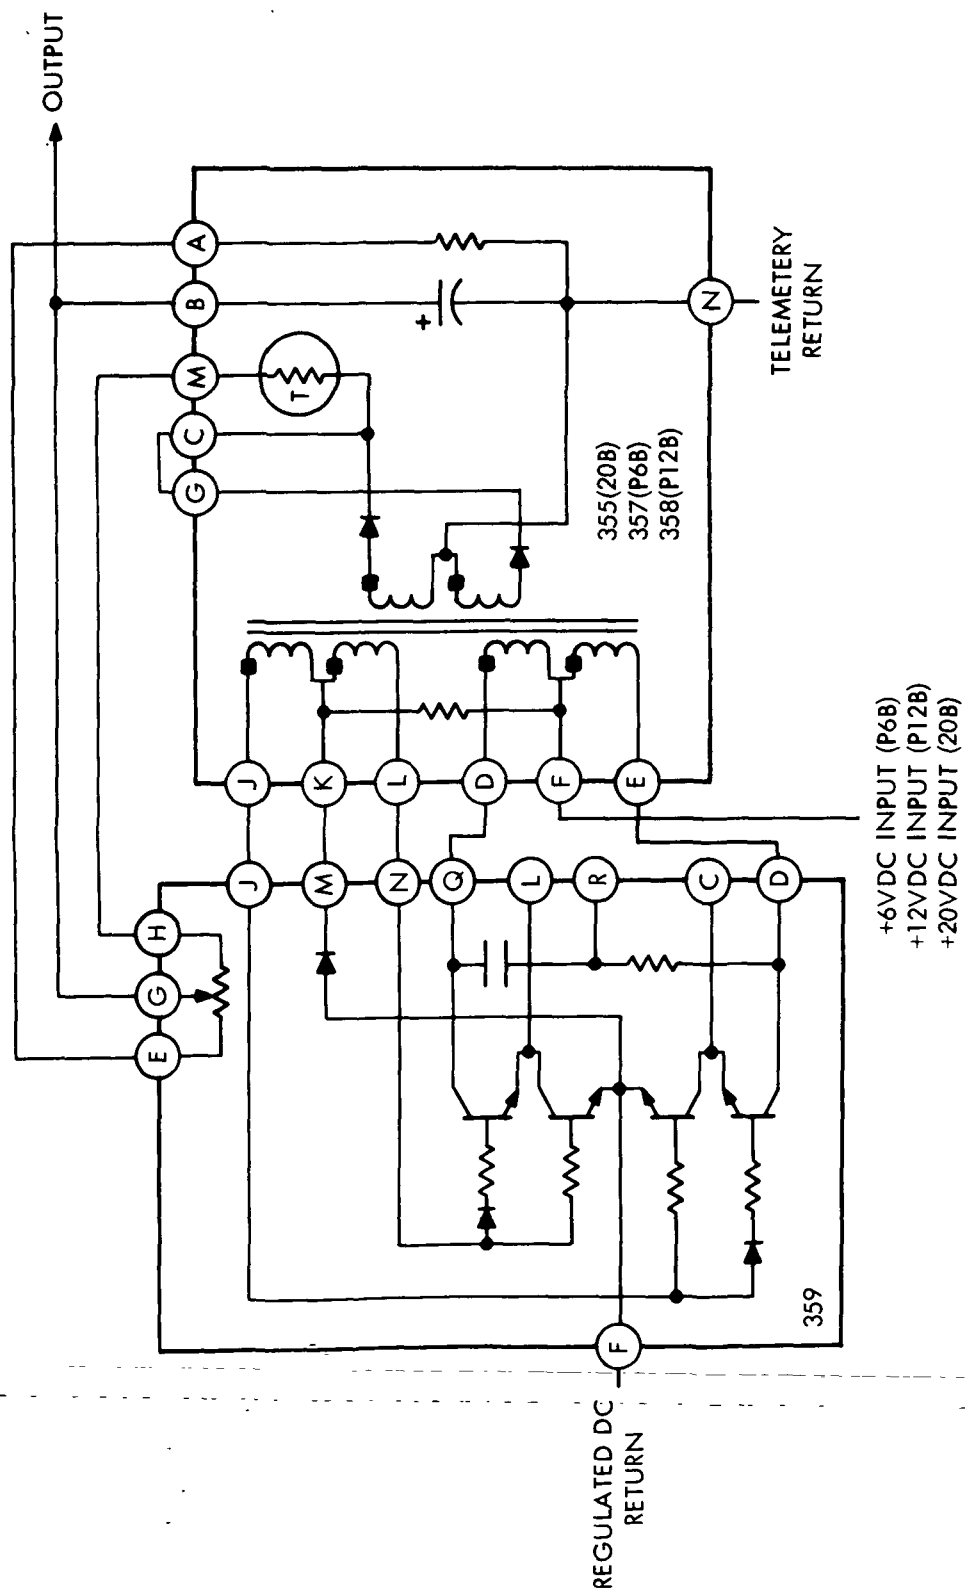 OUTPUT
A
B
M
C
G
T
N
TELEMETERY
RETURN
355(20B)
357(P6B)
358(P12B)
J
K
L
D
F
E
+
+6VDC INPUT (P6B)
+12VDC INPUT (P12B)
+20VDC INPUT (20B)
H
G
E
J
M
N
Q
L
R
C
D
359
F
REGULATED DC
RETURN